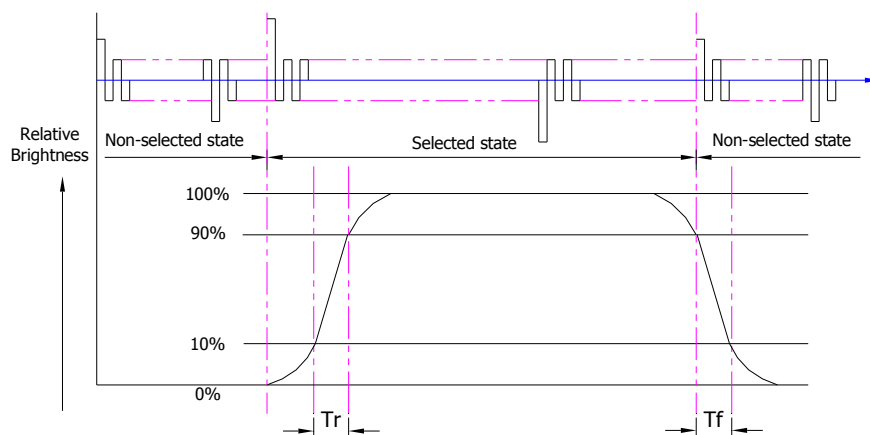 Relative
Brightness
Non-selected state
Selected state
Non-selected state
100%
90%
10%
0%
Tr
Tf